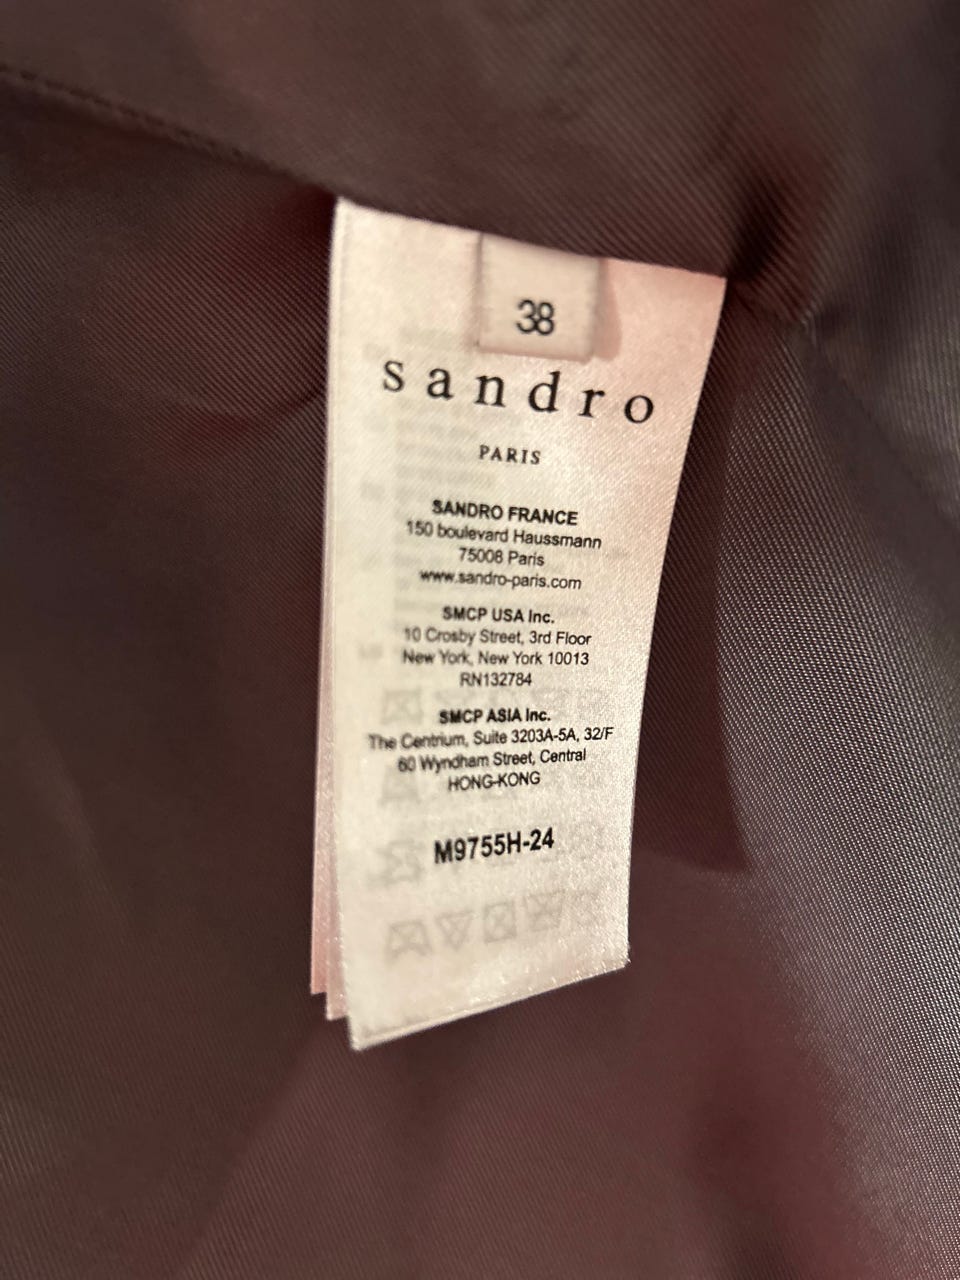 38
sandro
PARIS
SANDRO FRANCE
150 boulevard Haussmann
75008 Paris
www.sandro-paris.com
SMCP USA Inc.
10 Crosby Street, 3rd Floor
New York, New York 10013
RN132784
SMCP ASIA Inc.
The Centrium, Suite 3203A-5A, 32/F
60 Wyndham Street, Central
HONG-KONG
M9755H-24